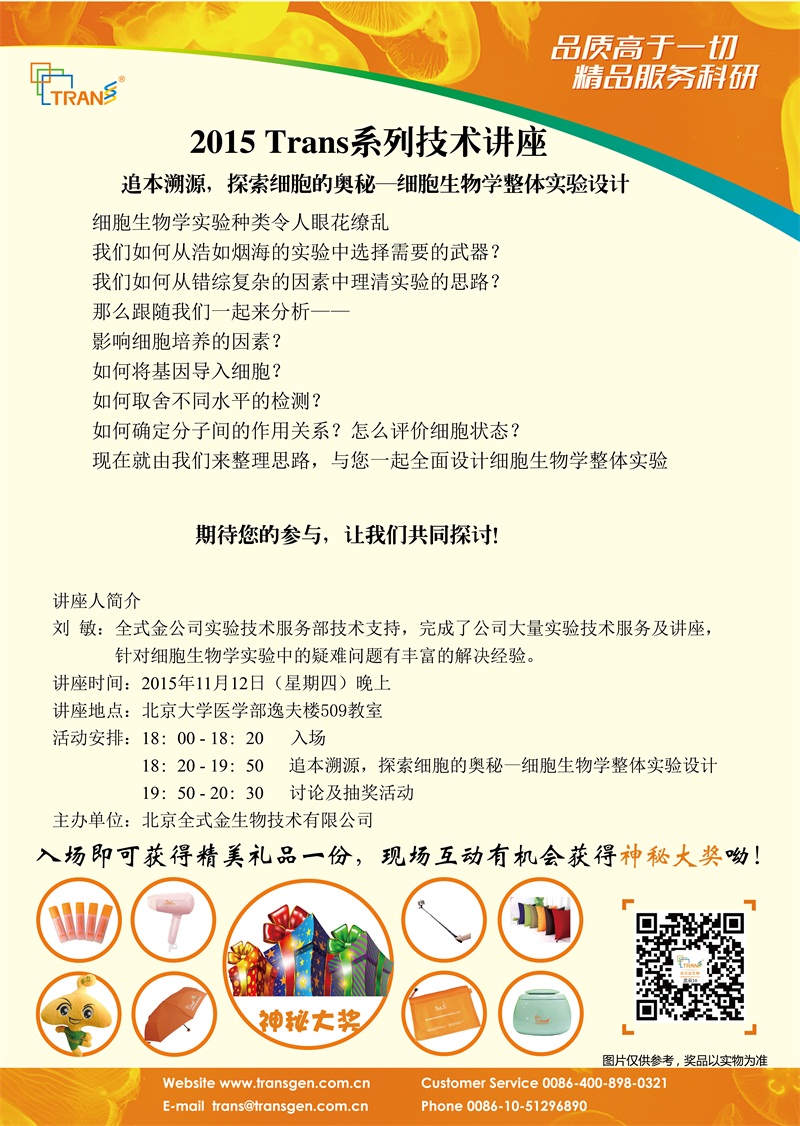 品质高于一切
精品服务科研
TRANS®
2015 Trans系列技术讲座
追本溯源，探索细胞的奥秘—细胞生物学整体实验设计
细胞生物学实验种类令人眼花缭乱
我们如何从浩如烟海的实验中选择需要的武器？
我们如何从错综复杂的因素中理清实验的思路？
那么跟随我们一起来分析——
影响细胞培养的因素？
如何将基因导入细胞？
如何取舍不同水平的检测？
如何确定分子间的作用关系？怎么评价细胞状态？
现在就由我们来整理思路，与您一起全面设计细胞生物学整体实验
期待您的参与，让我们共同探讨!
讲座人简介
刘 敏：全式金公司实验技术服务部技术支持，完成了公司大量实验技术服务及讲座，
针对细胞生物学实验中的疑难问题有丰富的解决经验。
讲座时间：2015年11月12日（星期四）晚上
讲座地点：北京大学医学部逸夫楼509教室
活动安排：18：00 - 18：20 入场
18：20 - 19：50 追本溯源，探索细胞的奥秘—细胞生物学整体实验设计
19：50 - 20：30 讨论及抽奖活动
主办单位：北京全式金生物技术有限公司
入场即可获得精美礼品一份，现场互动有机会获得神秘大奖呦!
神秘大奖
TRANS
图片仅供参考，奖品以实物为准
Website www.transgen.com.cn Customer Service 0086-400-898-0321
E-mail trans@transgen.com.cn Phone 0086-10-51296890